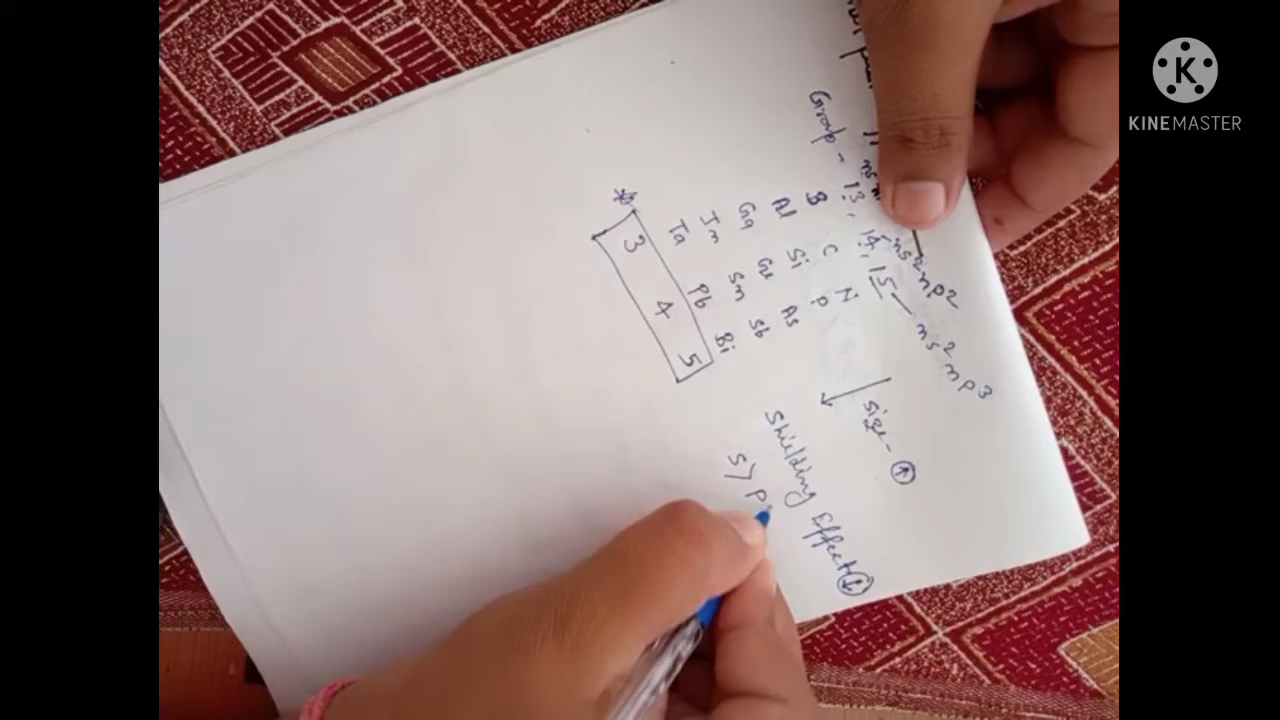 Group - 13, 14, 15
ns² np²
ns² np³
B C N
Al Si P
Ga Ge As
In Sn Sb
Ta Pb Bi
3 4 5
size - ↑
Shielding Effect ↓
s > p
KINEMASTER